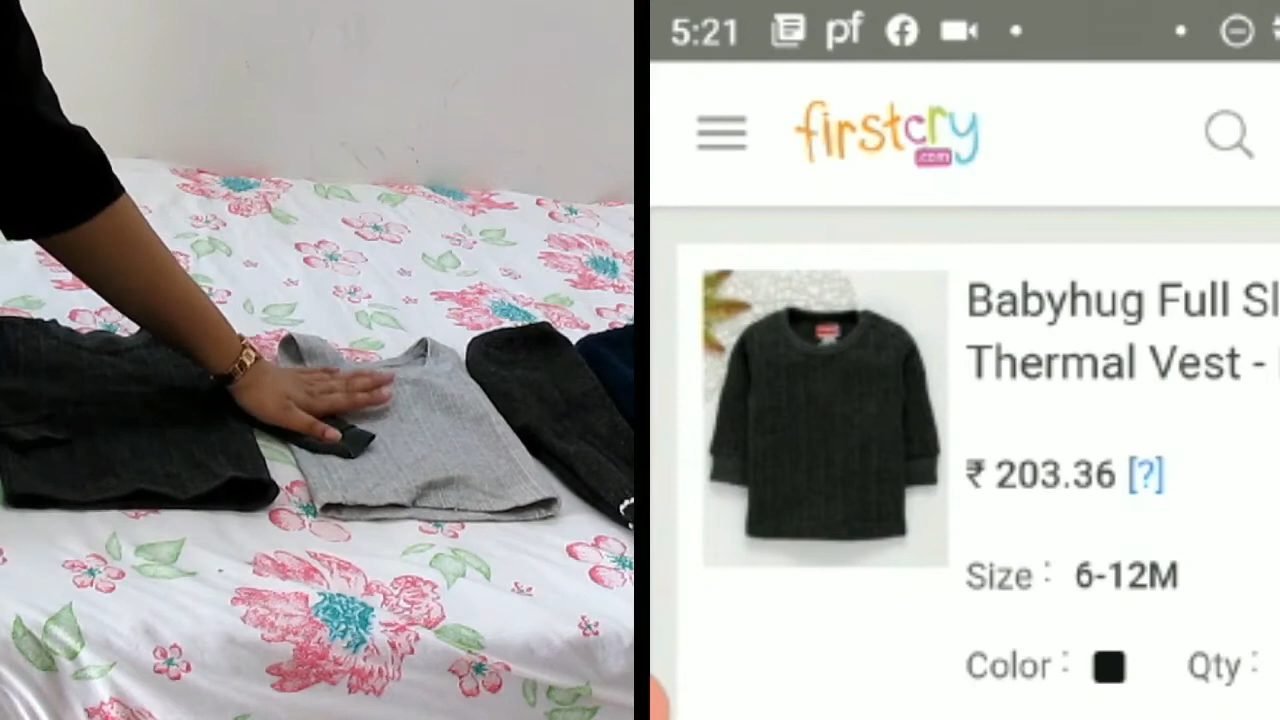 5:21 pf
firstcry
.com
Babyhug Full Sl
Thermal Vest -
₹ 203.36 [?]
Size : 6-12M
Color : Qty :